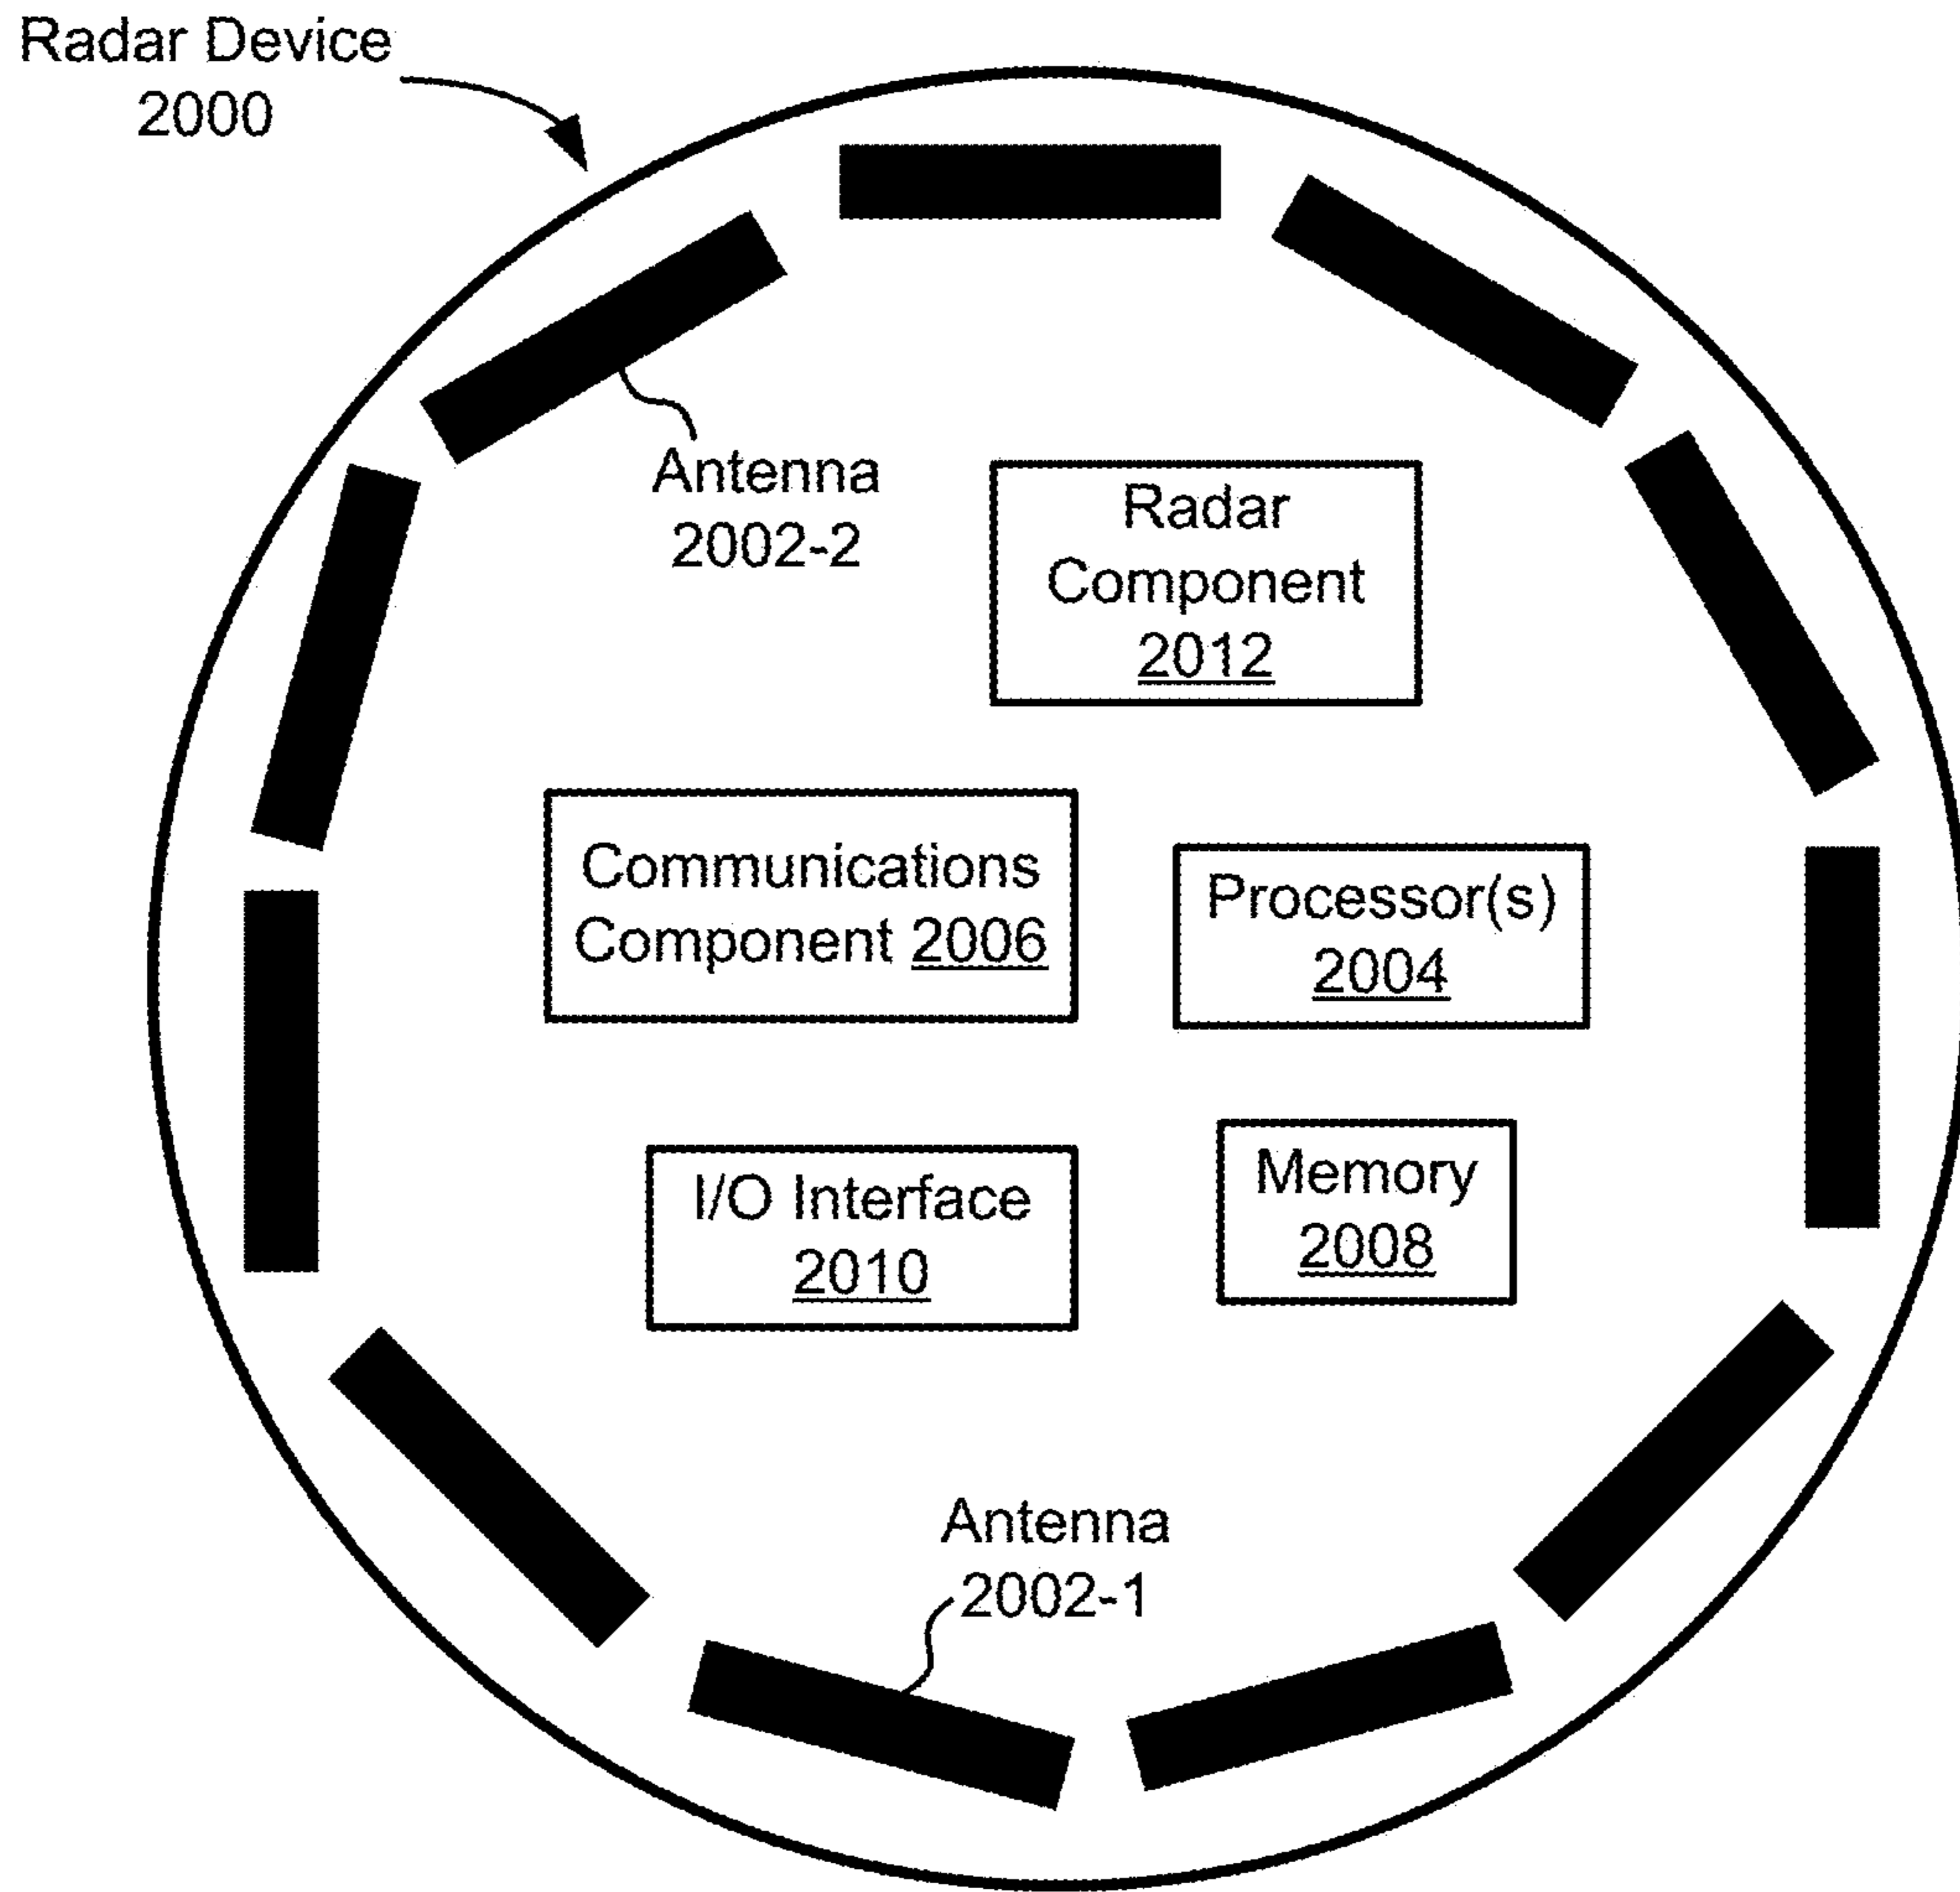 Radar Device
2000
Antenna
2002-2
Radar
Component
2012
Communications
Component 2006
Processor(s)
2004
I/O Interface
2010
Memory
2008
Antenna
2002-1